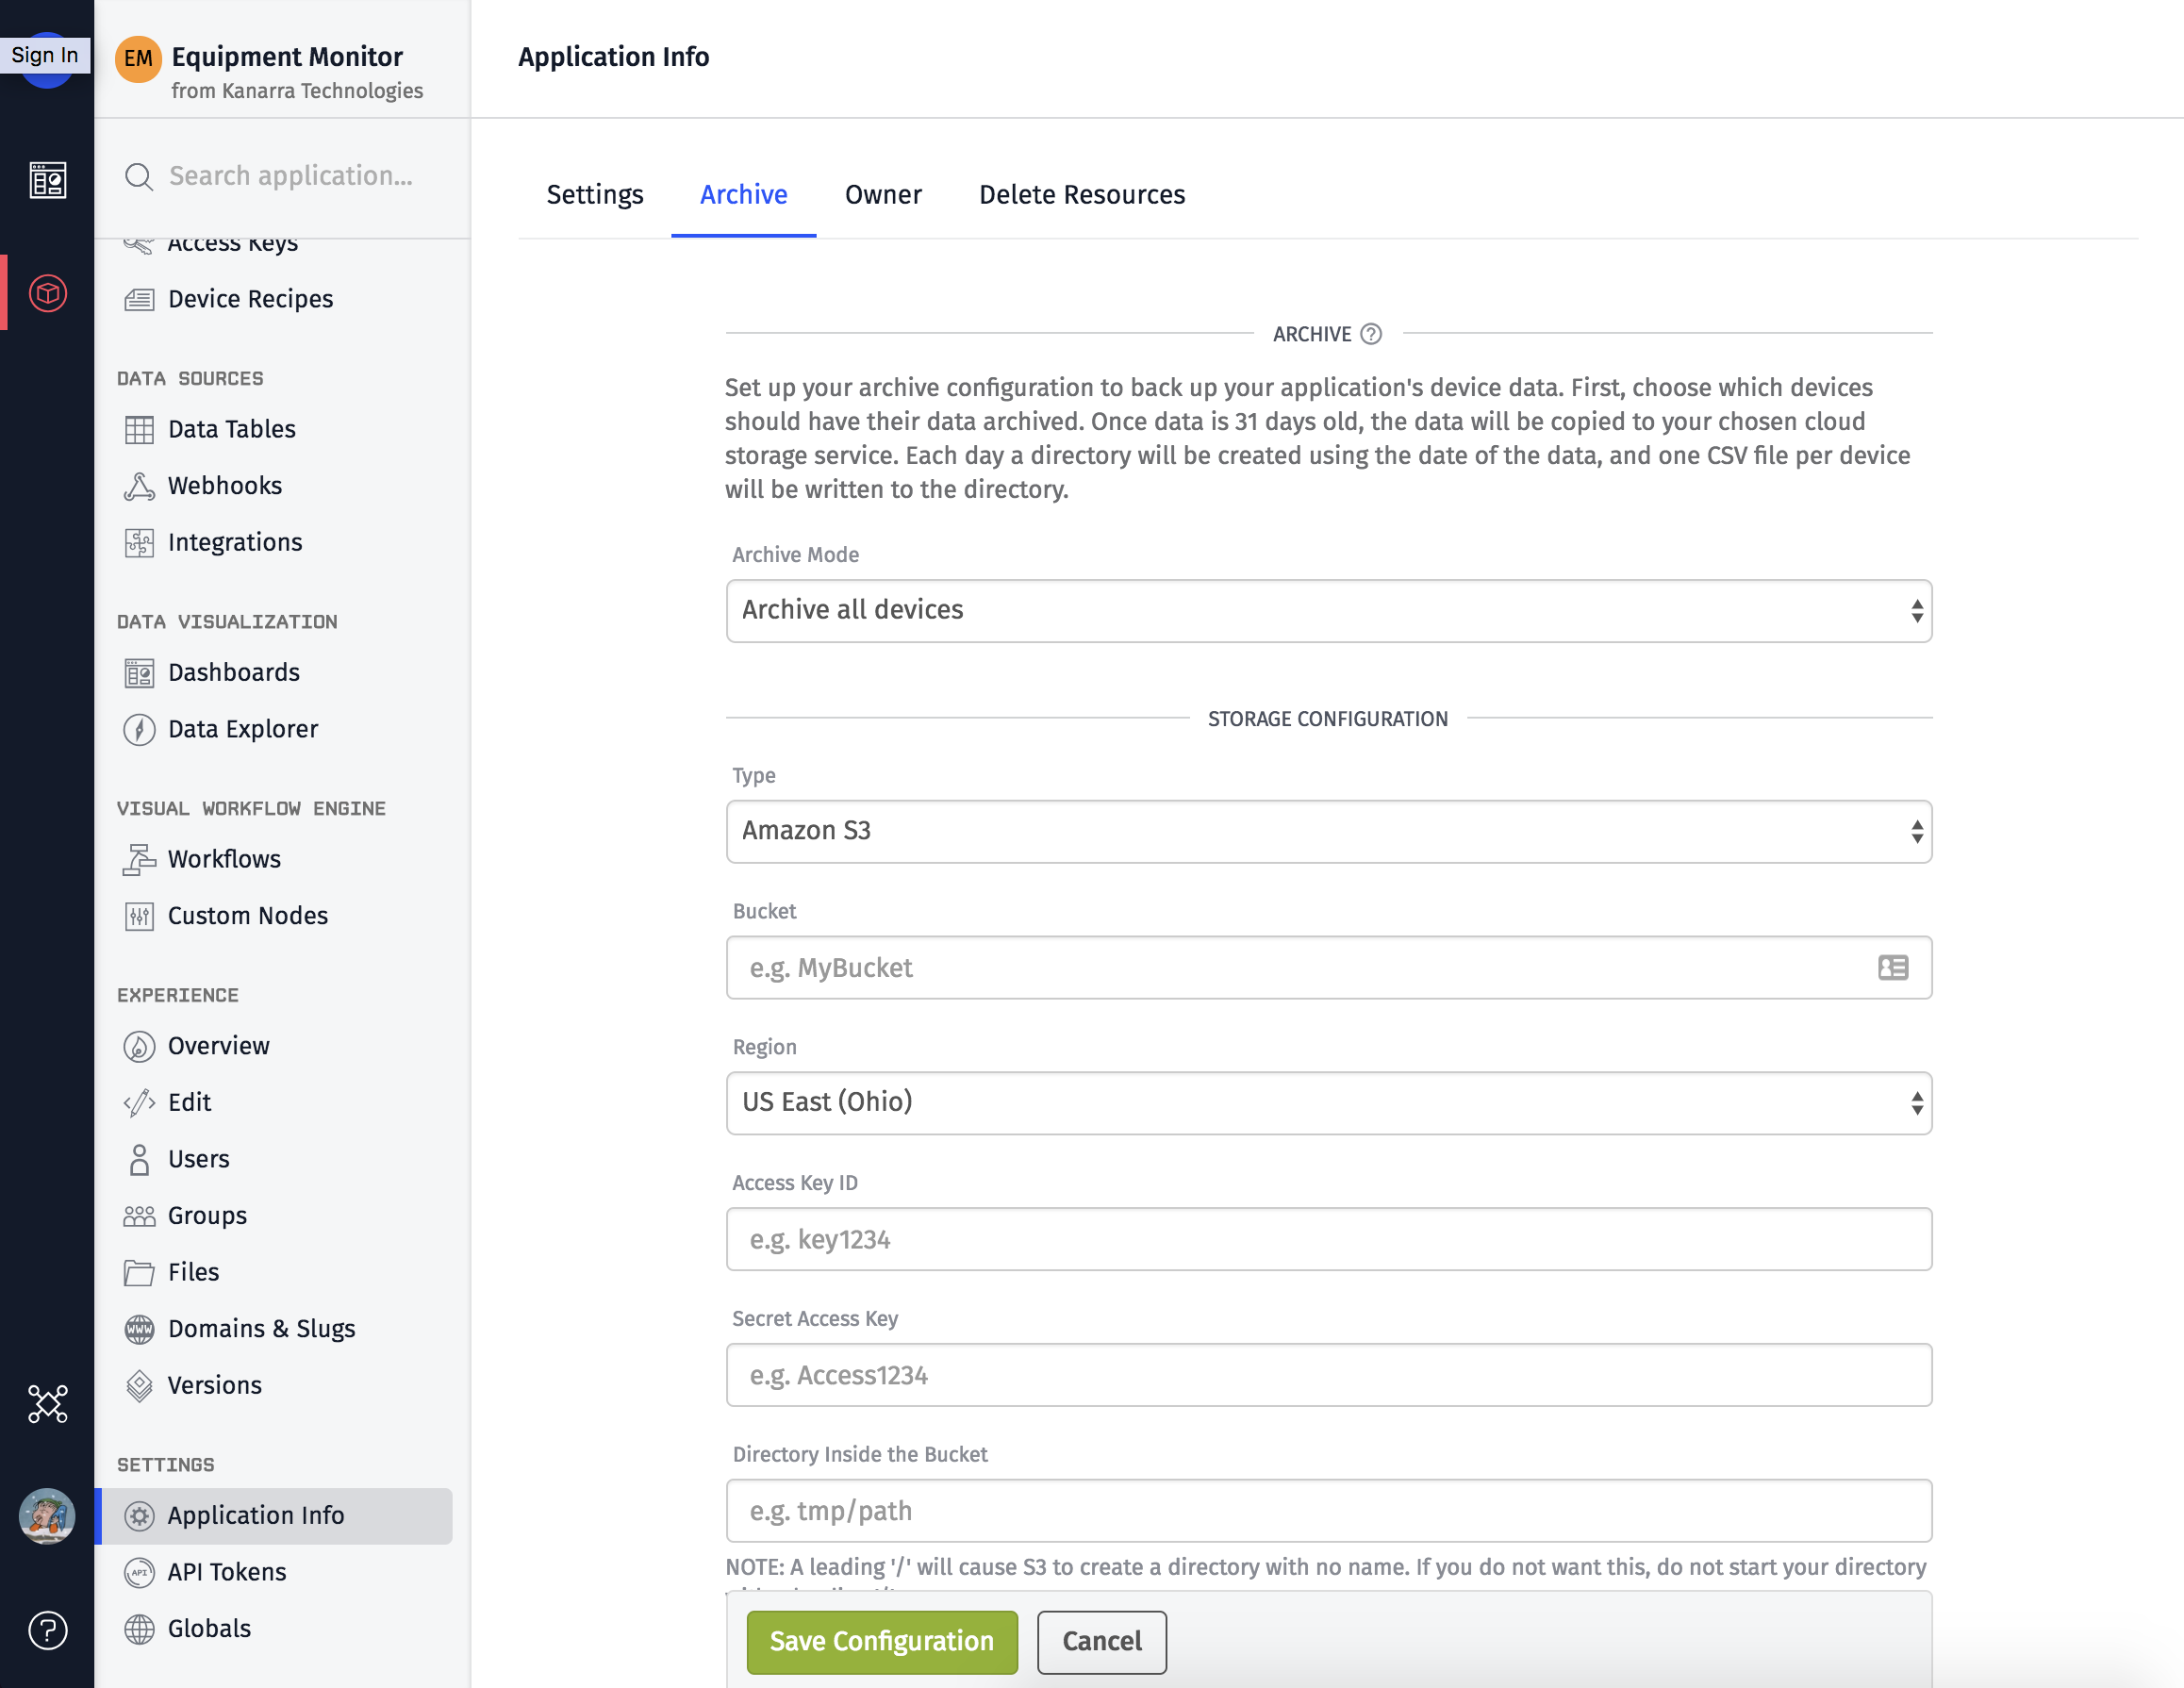 Sign In
EM
Equipment Monitor
from Kanarra Technologies
Search application...
Access Keys
Device Recipes
DATA SOURCES
Data Tables
Webhooks
Integrations
DATA VISUALIZATION
Dashboards
Data Explorer
VISUAL WORKFLOW ENGINE
Workflows
Custom Nodes
EXPERIENCE
Overview
Edit
Users
Groups
Files
WWW
Domains & Slugs
Versions
SETTINGS
Application Info
API
API Tokens
Globals
?
Application Info
Settings
Archive
Owner
Delete Resources
ARCHIVE ?
Set up your archive configuration to back up your application's device data. First, choose which devices
should have their data archived. Once data is 31 days old, the data will be copied to your chosen cloud
storage service. Each day a directory will be created using the date of the data, and one CSV file per device
will be written to the directory.
Archive Mode
Archive all devices
STORAGE CONFIGURATION
Type
Amazon S3
Bucket
e.g. MyBucket
Region
US East (Ohio)
Access Key ID
e.g. key1234
Secret Access Key
e.g. Access1234
Directory Inside the Bucket
e.g. tmp/path
NOTE: A leading '/' will cause S3 to create a directory with no name. If you do not want this, do not start your directory
Save Configuration
Cancel